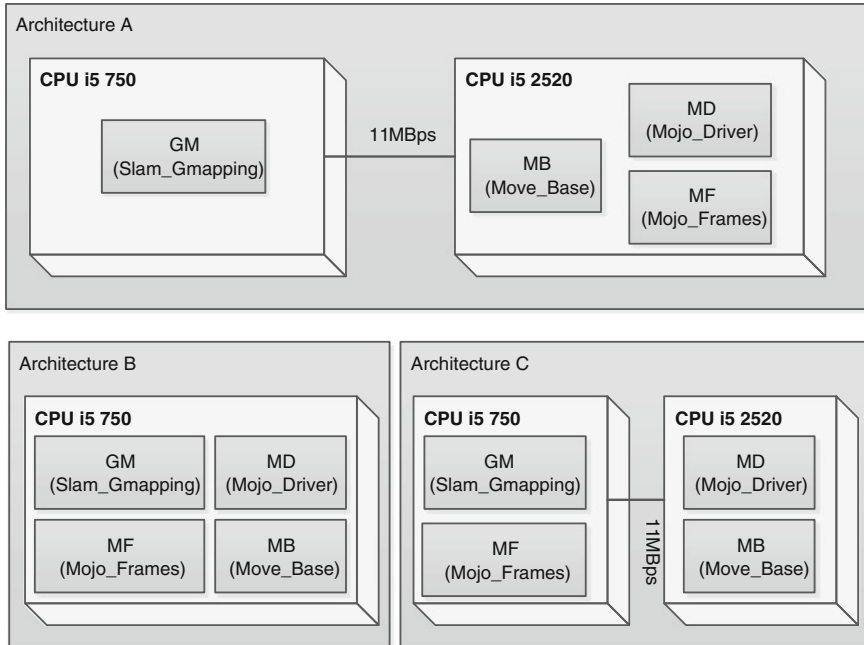 Architecture A
CPU i5 750
GM
(Slam_Gmapping)
11MBps
CPU i5 2520
MB
(Move_Base)
MD
(Mojo_Driver)
MF
(Mojo_Frames)
Architecture B
CPU i5 750
GM
(Slam_Gmapping)
MD
(Mojo_Driver)
MF
(Mojo_Frames)
MB
(Move_Base)
Architecture C
CPU i5 750
GM
(Slam_Gmapping)
MF
(Mojo_Frames)
11MBps
CPU i5 2520
MD
(Mojo_Driver)
MB
(Move_Base)